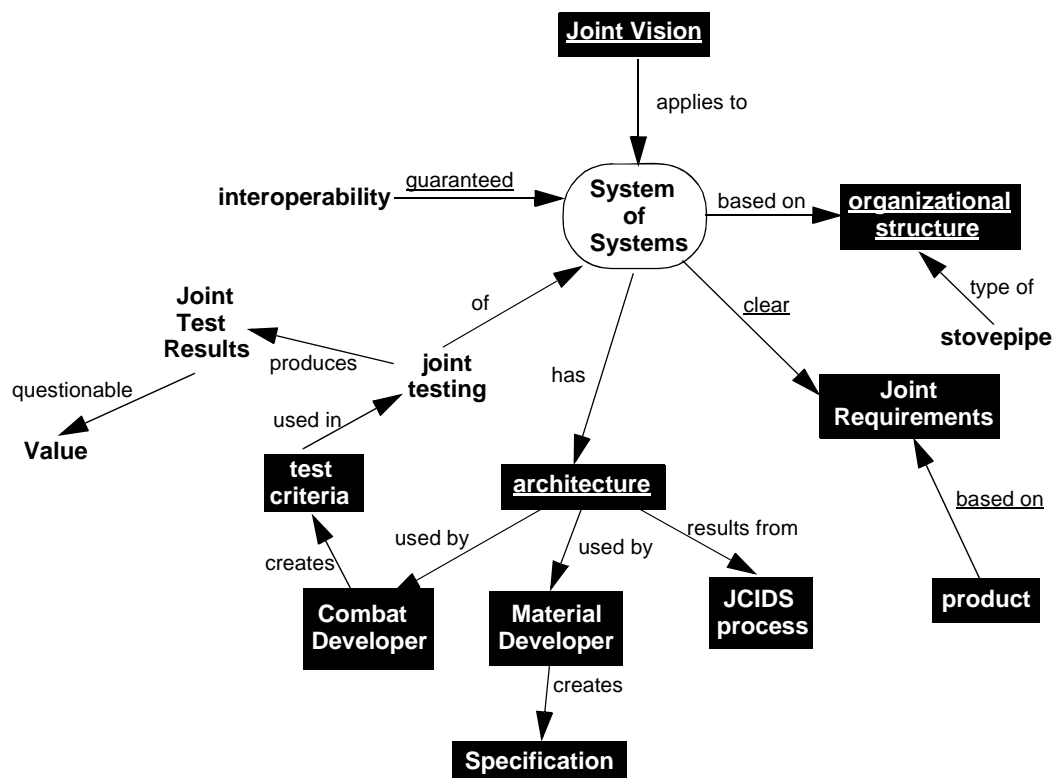 Joint Vision
applies to
interoperability
guaranteed
System
of
Systems
based on
organizational
structure
type of
stovepipe
of
clear
Joint
Test
Results
produces
joint
testing
has
questionable
Value
used in
Joint
Requirements
test
criteria
architecture
based on
creates
used by
used by
results from
Combat
Developer
Material
Developer
JCIDS
process
product
creates
Specification